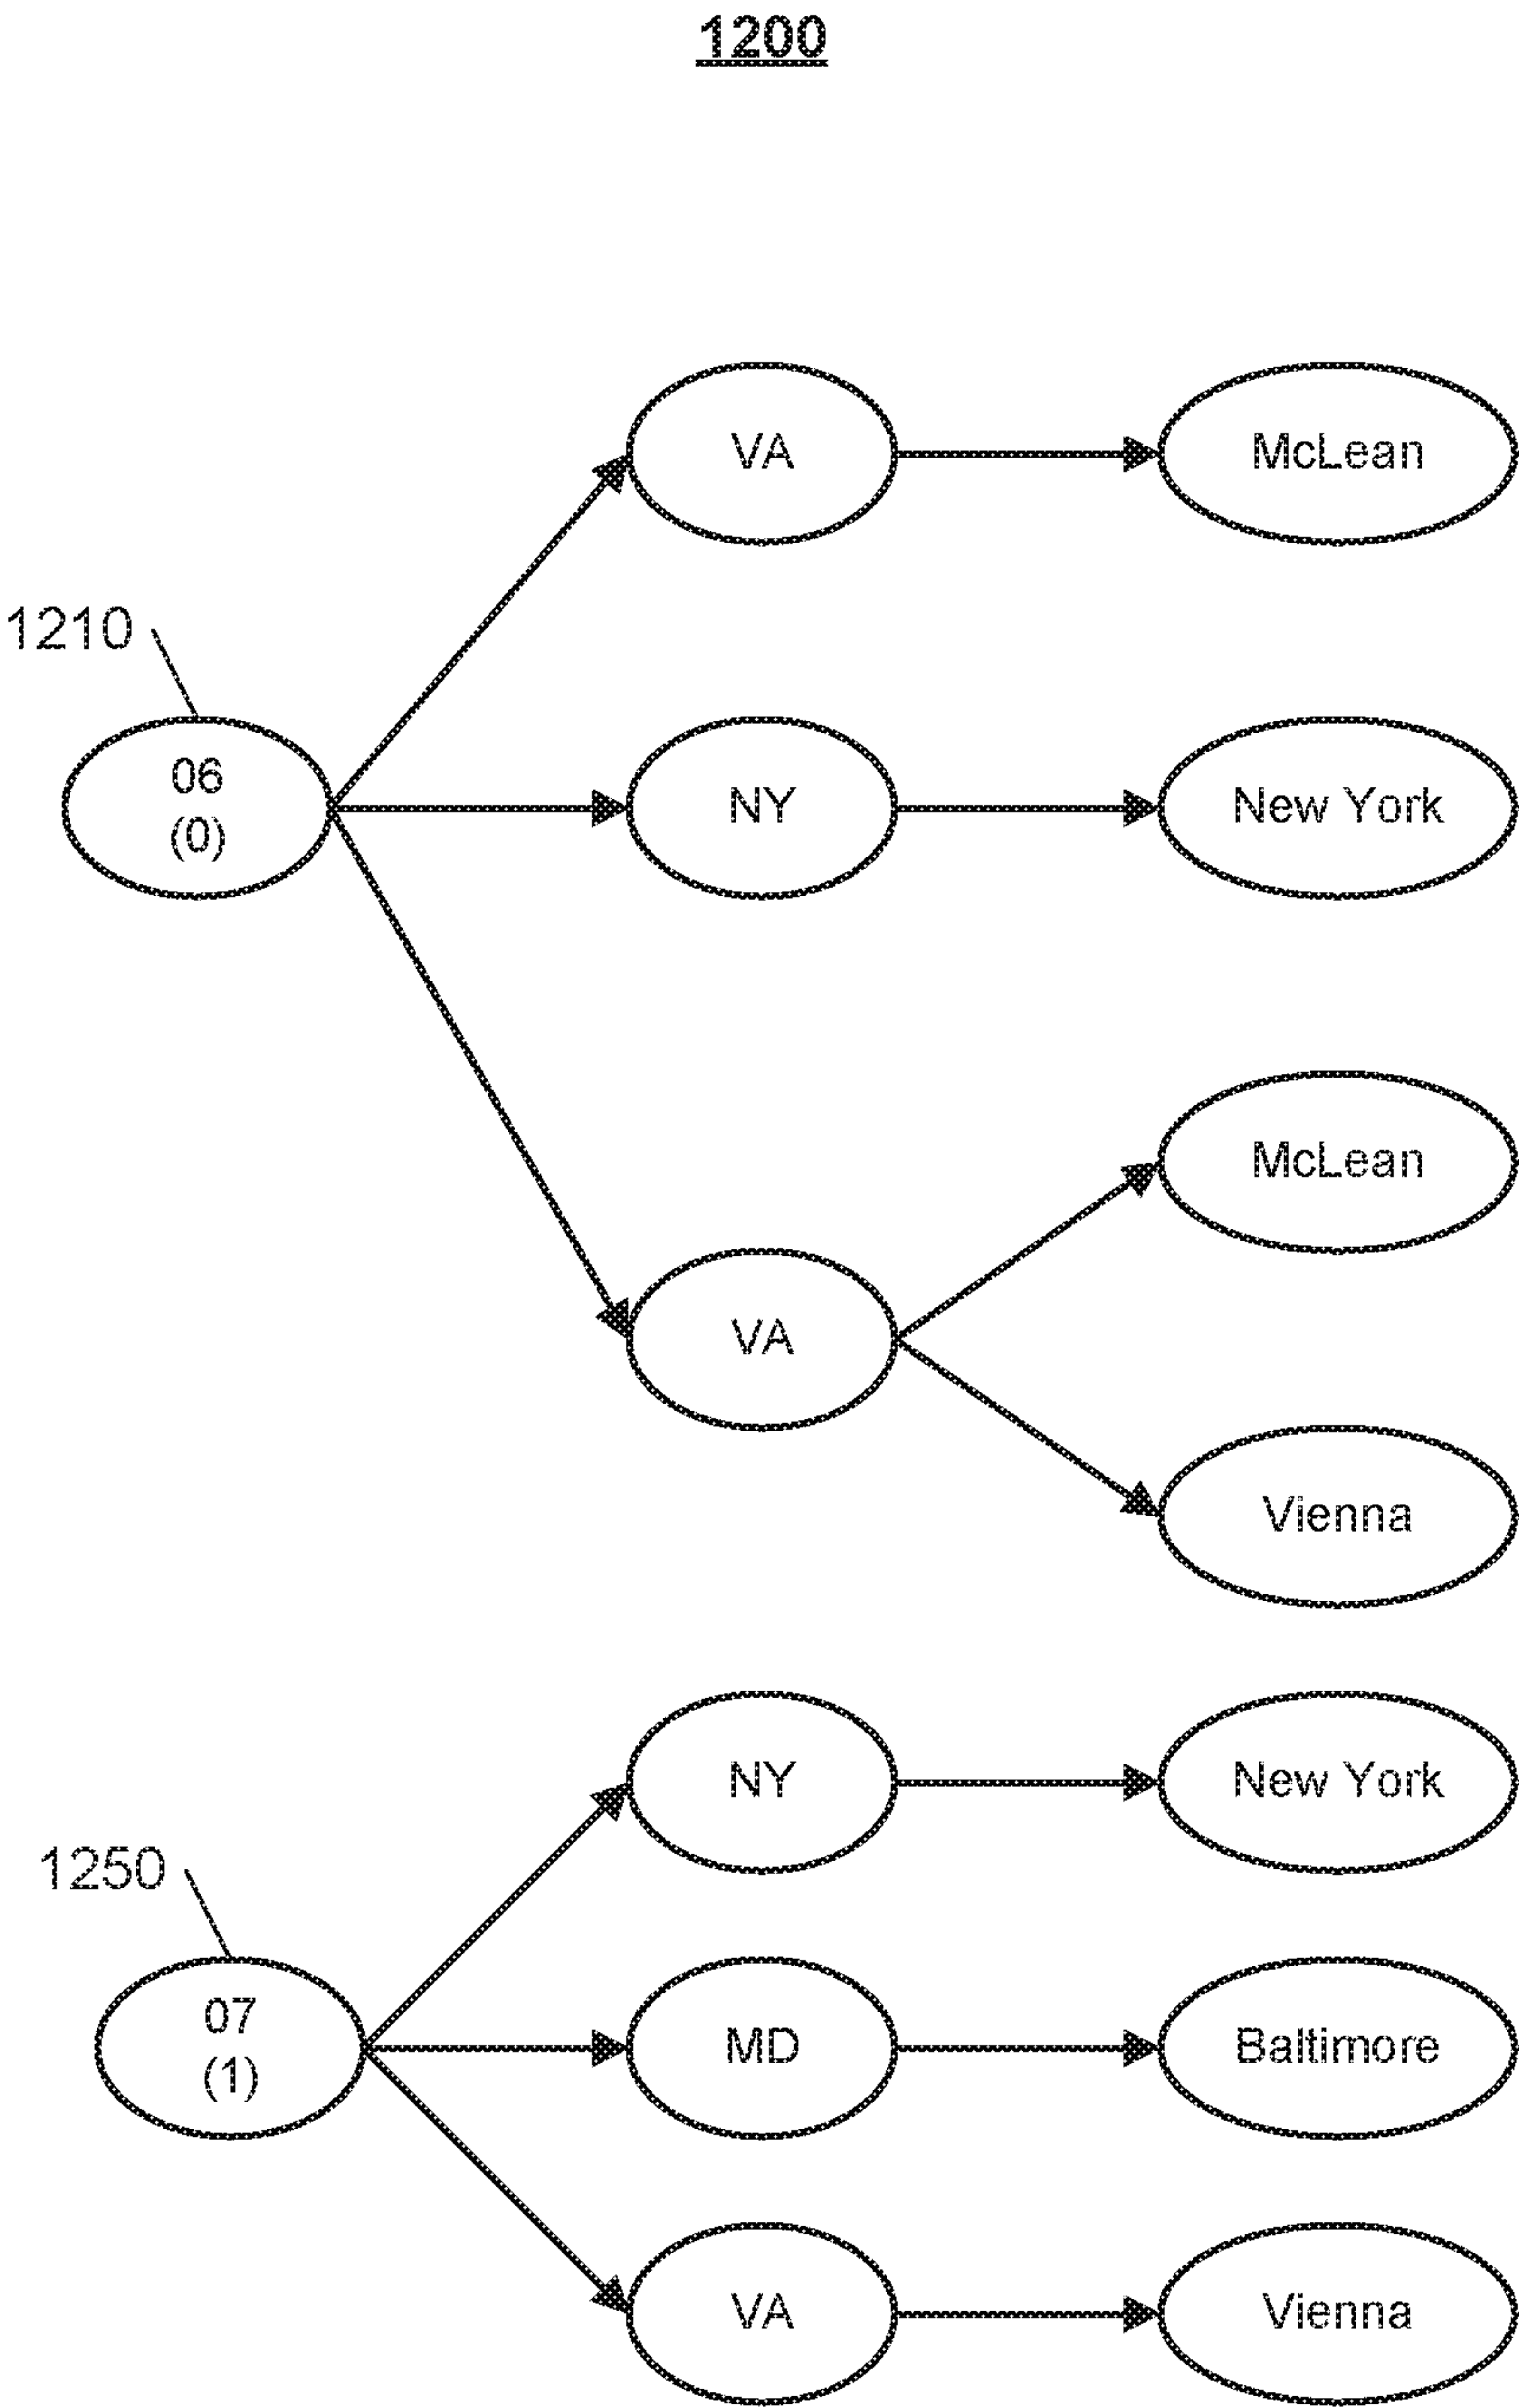 1200
VA
McLean
1210
06
(0)
NY
New York
McLean
VA
Vienna
NY
New York
1250
07
(1)
MD
Baltimore
VA
Vienna